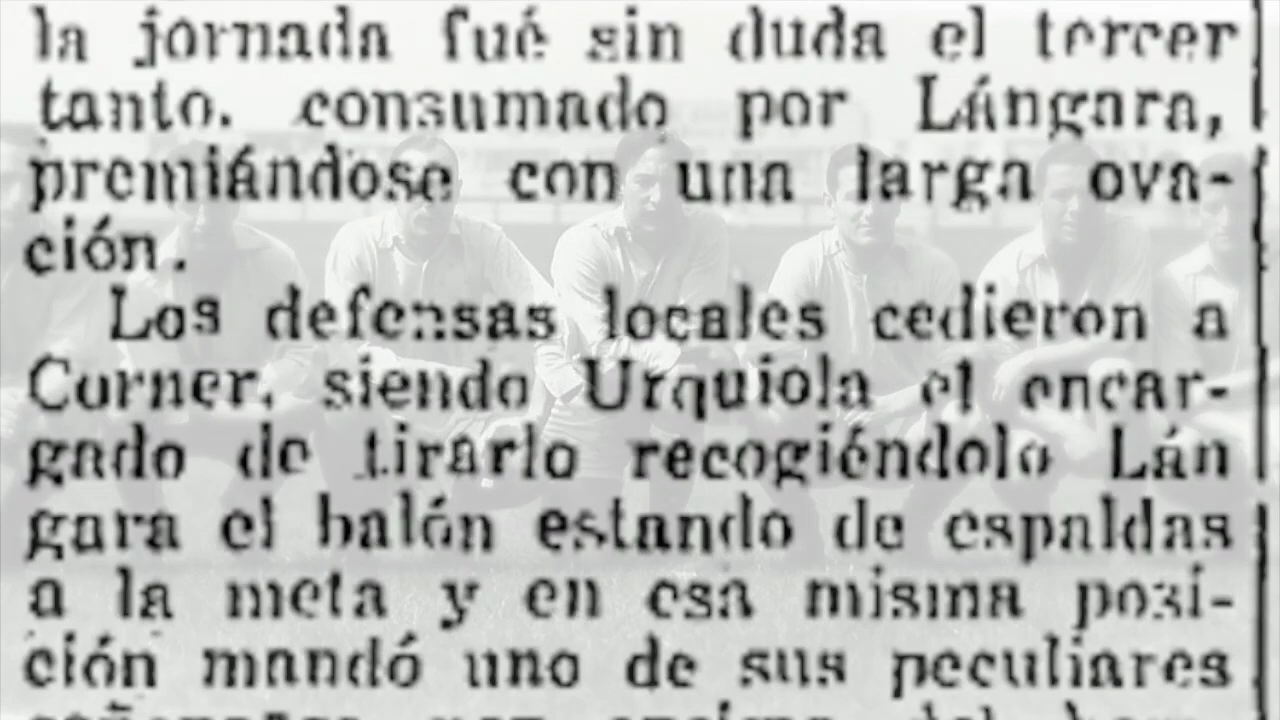 la jornada fué sin duda el tercer
tanto, consumado por Lángara,
premiándose con una larga ova-
ción.
Los defensas locales cedieron a
Corner, siendo Urquiola el encar-
gado de tirarlo recogiéndolo Lán
gara el balón estando de espaldas
a la meta y en esa misma posi-
ción mandó uno de sus peculiares